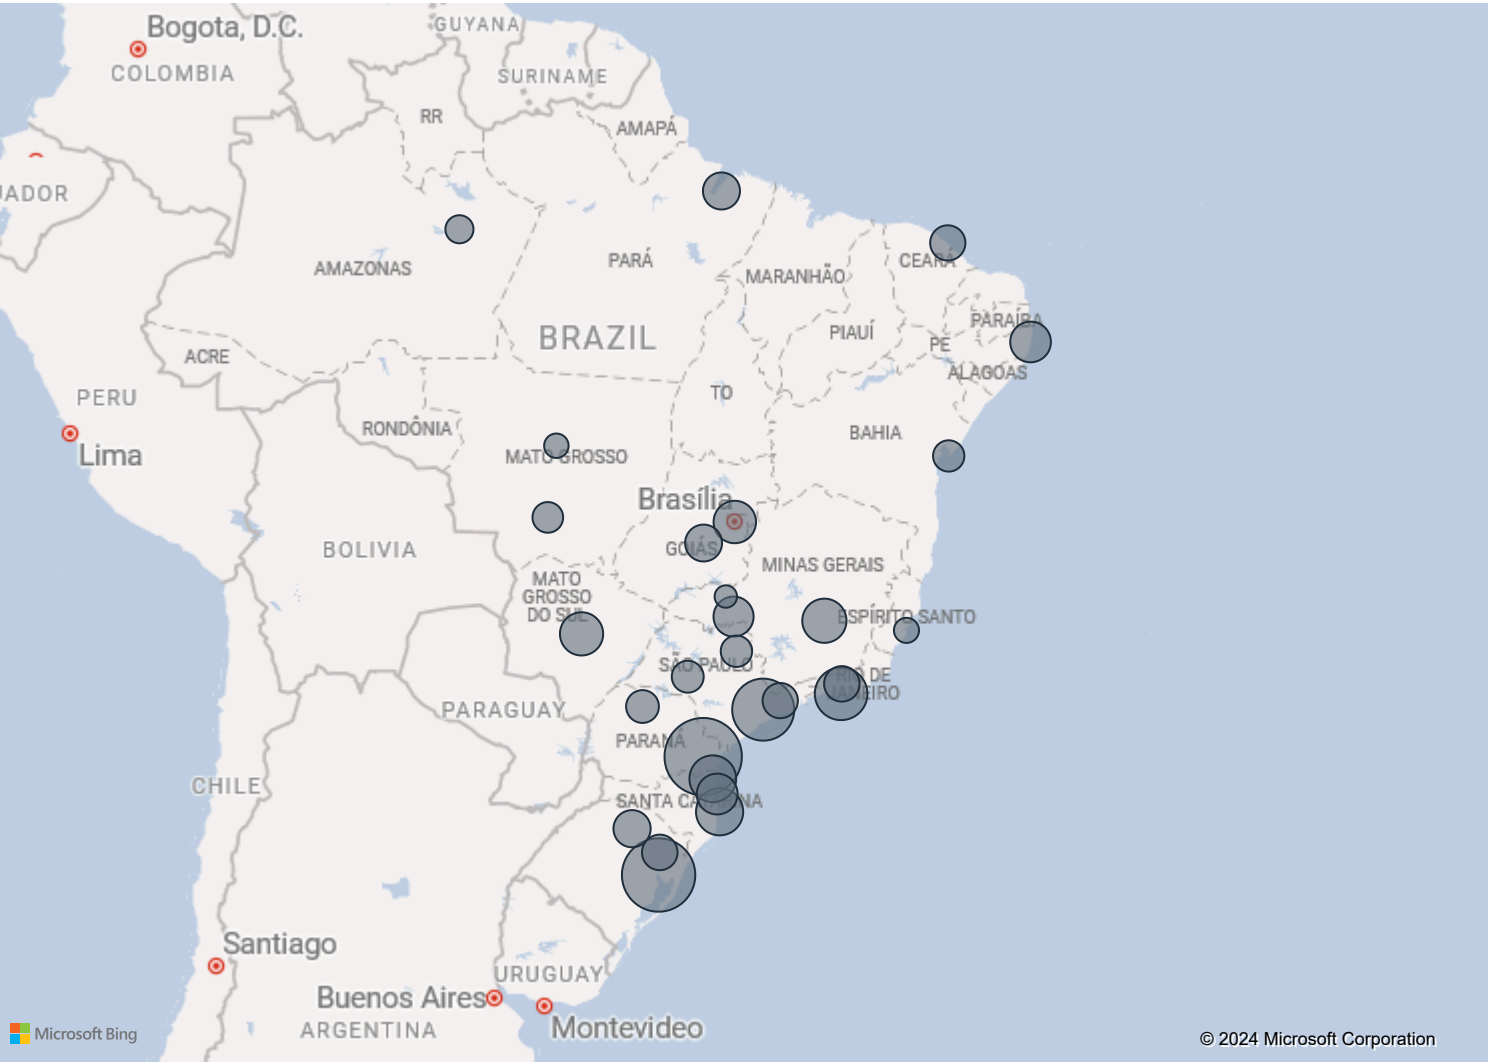 Bogota, D.C.
GUYANA
COLOMBIA
SURINAME
RR
AMAPÁ
UADOR
AMAZONAS
PARÁ
CEARÁ
MARANHÃO
BRAZIL
PARAÍBA
PIAUÍ
PE
ACRE
ALAGOAS
PERU
TO
RONDÔNIA
BAHIA
Lima
MATO GROSSO
Brasília
BOLIVIA
GOIÁS
MINAS GERAIS
MATO
GROSSO
DO SUL
ESPÍRITO SANTO
SÃO PAULO
RIO DE
JANEIRO
PARAGUAY
PARANÁ
CHILE
SANTA CATARINA
Santiago
URUGUAY
Buenos Aires
ARGENTINA
Montevideo
Microsoft Bing
© 2024 Microsoft Corporation